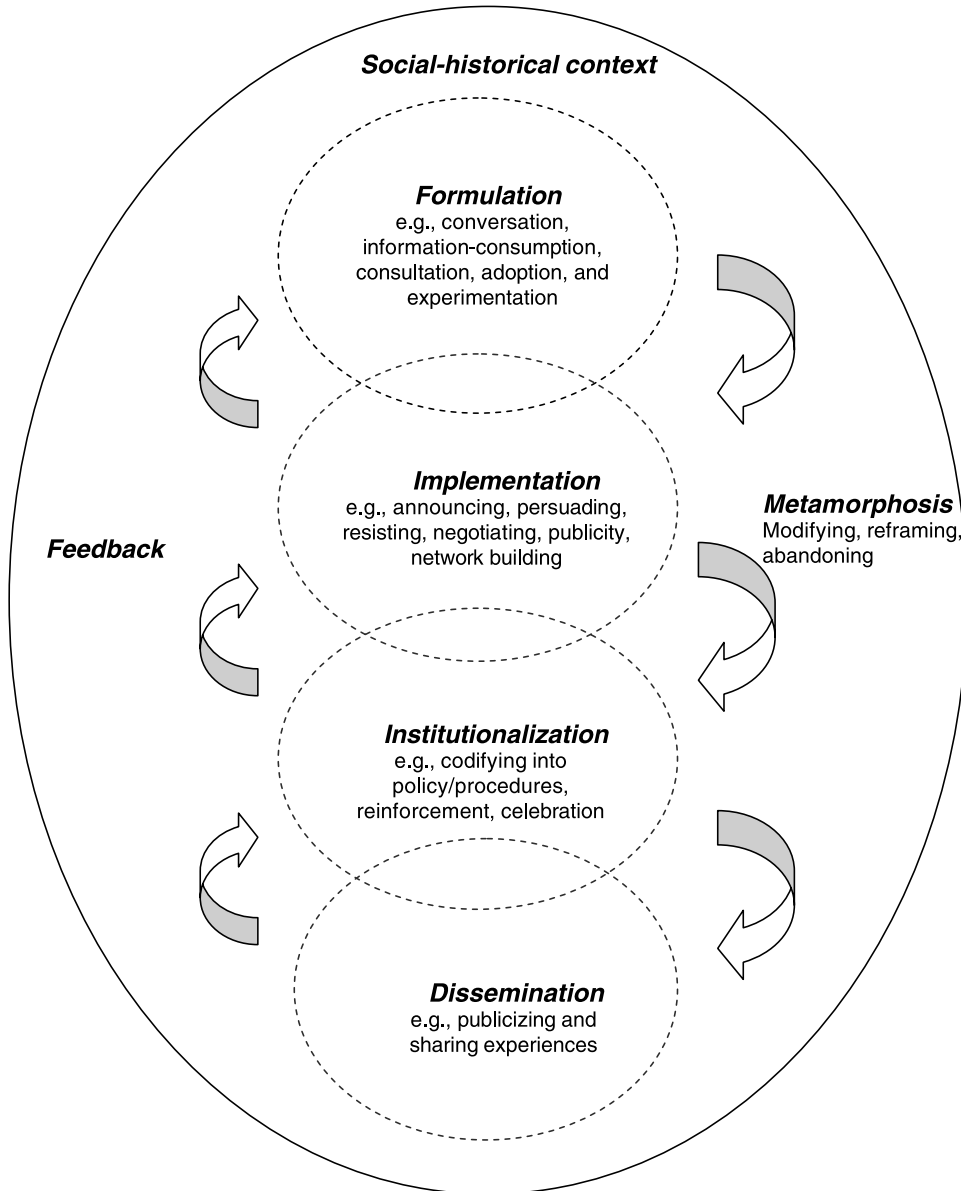 Social-historical context
Formulation
e.g., conversation,
information-consumption,
consultation, adoption, and
experimentation
Implementation
e.g., announcing, persuading,
resisting, negotiating, publicity,
network building
Feedback
Metamorphosis
Modifying, reframing,
abandoning
Institutionalization
e.g., codifying into
policy/procedures,
reinforcement, celebration
Dissemination
e.g., publicizing and
sharing experiences